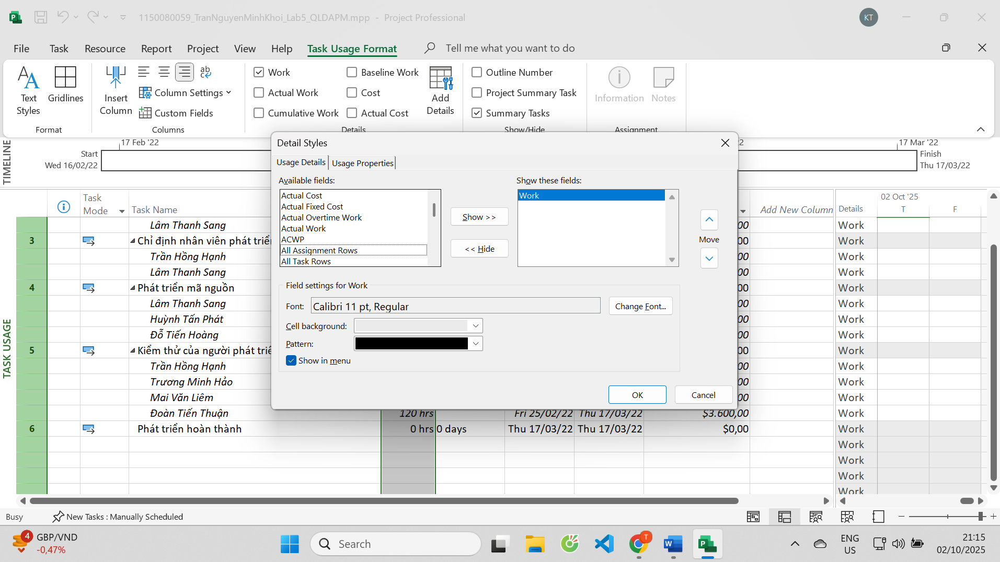 1150080059_TranNguyenMinhKhoi_Lab5_QLDAPM.mpp - Project Professional
KT
File Task Resource Report Project View Help Task Usage Format Tell me what you want to do
Text Styles
Gridlines
Format
Insert Column
Column Settings
Custom Fields
Columns
Work
Actual Work
Cumulative Work
Baseline Work
Cost
Actual Cost
Add Details
Details
Outline Number
Project Summary Task
Summary Tasks
Show/Hide
Information
Notes
Assignment
TIMELINE
17 Feb '22
17 Mar '22
Start
Wed 16/02/22
Finish
Thu 17/03/22
Detail Styles
Usage Details
Usage Properties
Available fields:
Actual Cost
Actual Fixed Cost
Actual Overtime Work
Actual Work
ACWP
All Assignment Rows
All Task Rows
Show >>
<< Hide
Show these fields:
Work
Move
Field settings for Work
Font: Calibri 11 pt, Regular
Change Font...
Cell background:
Pattern:
Show in menu
OK
Cancel
TASK USAGE
Task Mode
Task Name
Add New Column
Details
02 Oct '25
T F
Lâm Thanh Sang 00 Work
3 Chỉ định nhân viên phát triển 00 Work
Trần Hồng Hạnh 00 Work
Lâm Thanh Sang 00 Work
4 Phát triển mã nguồn 00 Work
Lâm Thanh Sang 00 Work
Huỳnh Tấn Phát 00 Work
Đỗ Tiến Hoàng 00 Work
5 Kiểm thử của người phát triể 00 Work
Trần Hồng Hạnh 00 Work
Trương Minh Hảo 00 Work
Mai Văn Liêm 00 Work
Đoàn Tiến Thuận 120 hrs Fri 25/02/22 Thu 17/03/22 $3.600,00 Work
6 Phát triển hoàn thành 0 hrs 0 days Thu 17/03/22 Thu 17/03/22 $0,00 Work
Work
Work
Work
Work
Busy
New Tasks : Manually Scheduled
4
GBP/VND
-0,47%
Search
T
ENG
US
21:15
02/10/2025